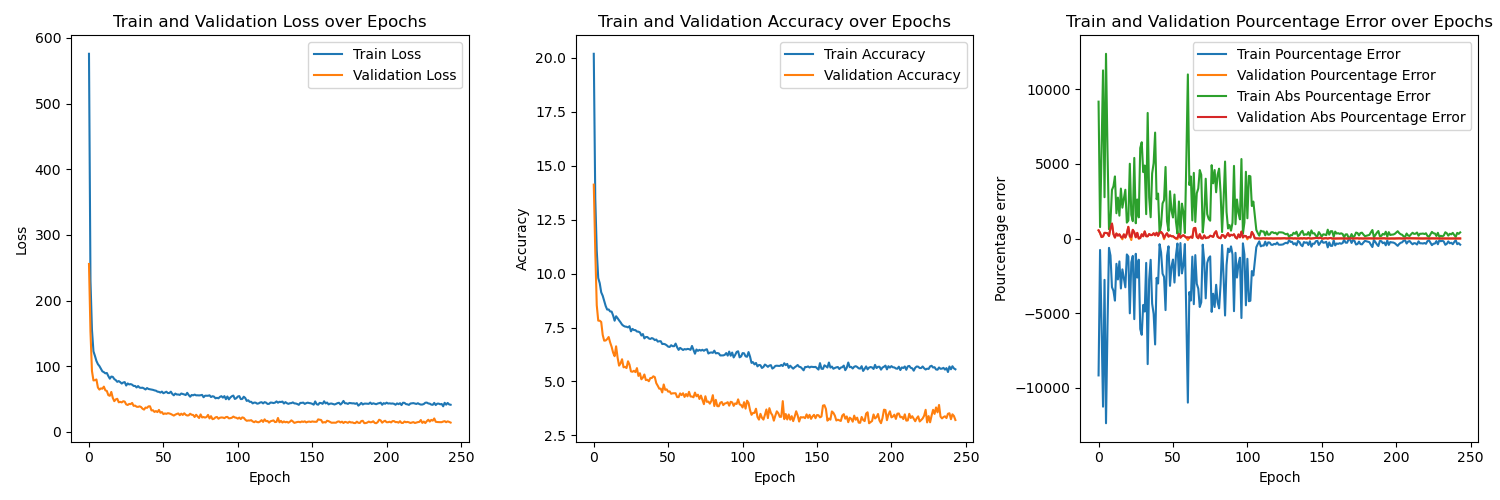 Train and Validation Loss over Epochs
Train Loss
Validation Loss
600
500
400
300
200
100
0
Loss
0 50 100 150 200 250
Epoch
Train and Validation Accuracy over Epochs
Train Accuracy
Validation Accuracy
20.0
17.5
15.0
12.5
10.0
7.5
5.0
2.5
Accuracy
0 50 100 150 200 250
Epoch
Train and Validation Pourcentage Error over Epochs
Train Pourcentage Error
Validation Pourcentage Error
Train Abs Pourcentage Error
Validation Abs Pourcentage Error
10000
5000
0
−5000
−10000
Pourcentage error
0 50 100 150 200 250
Epoch